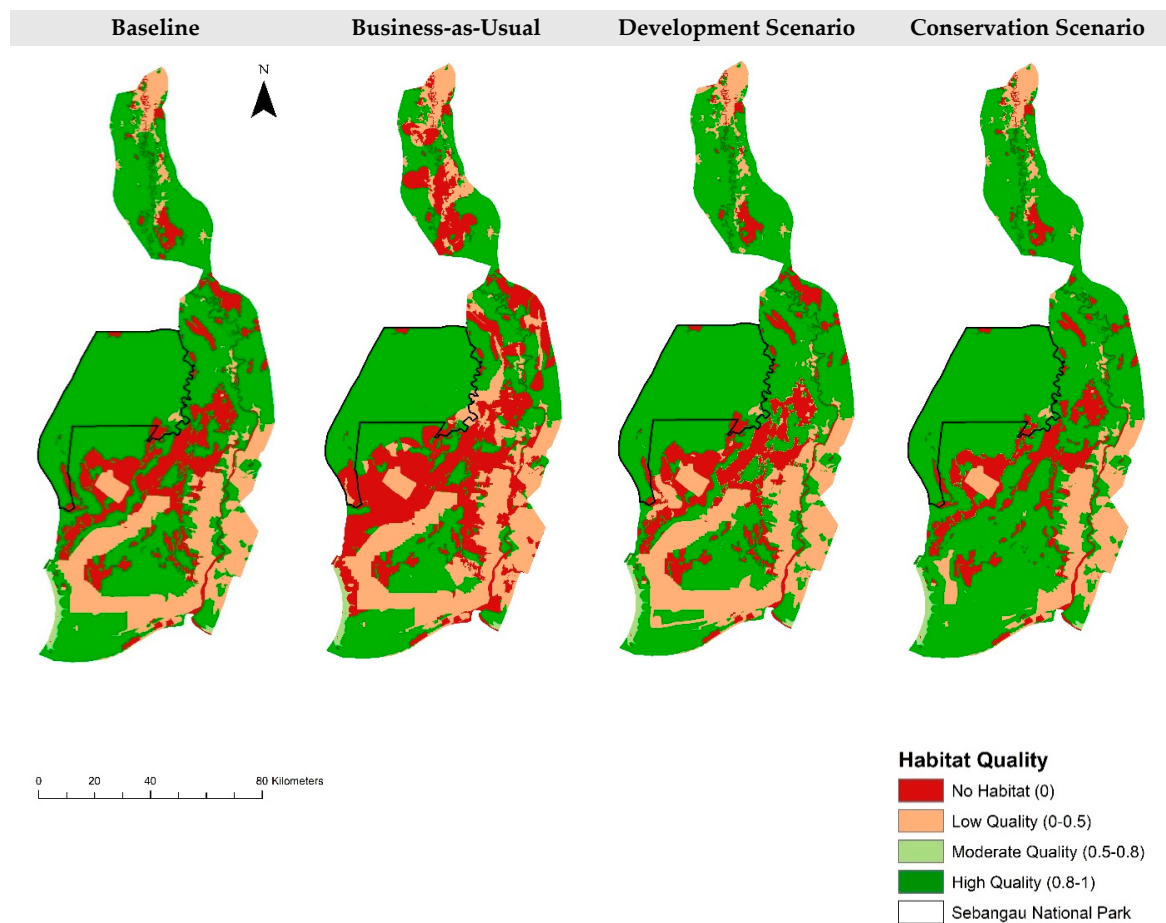 Baseline Business-as-Usual Development Scenario Conservation Scenario
N
0 20 40 80 Kilometers
Habitat Quality
No Habitat (0)
Low Quality (0-0.5)
Moderate Quality (0.5-0.8)
High Quality (0.8-1)
Sebangau National Park